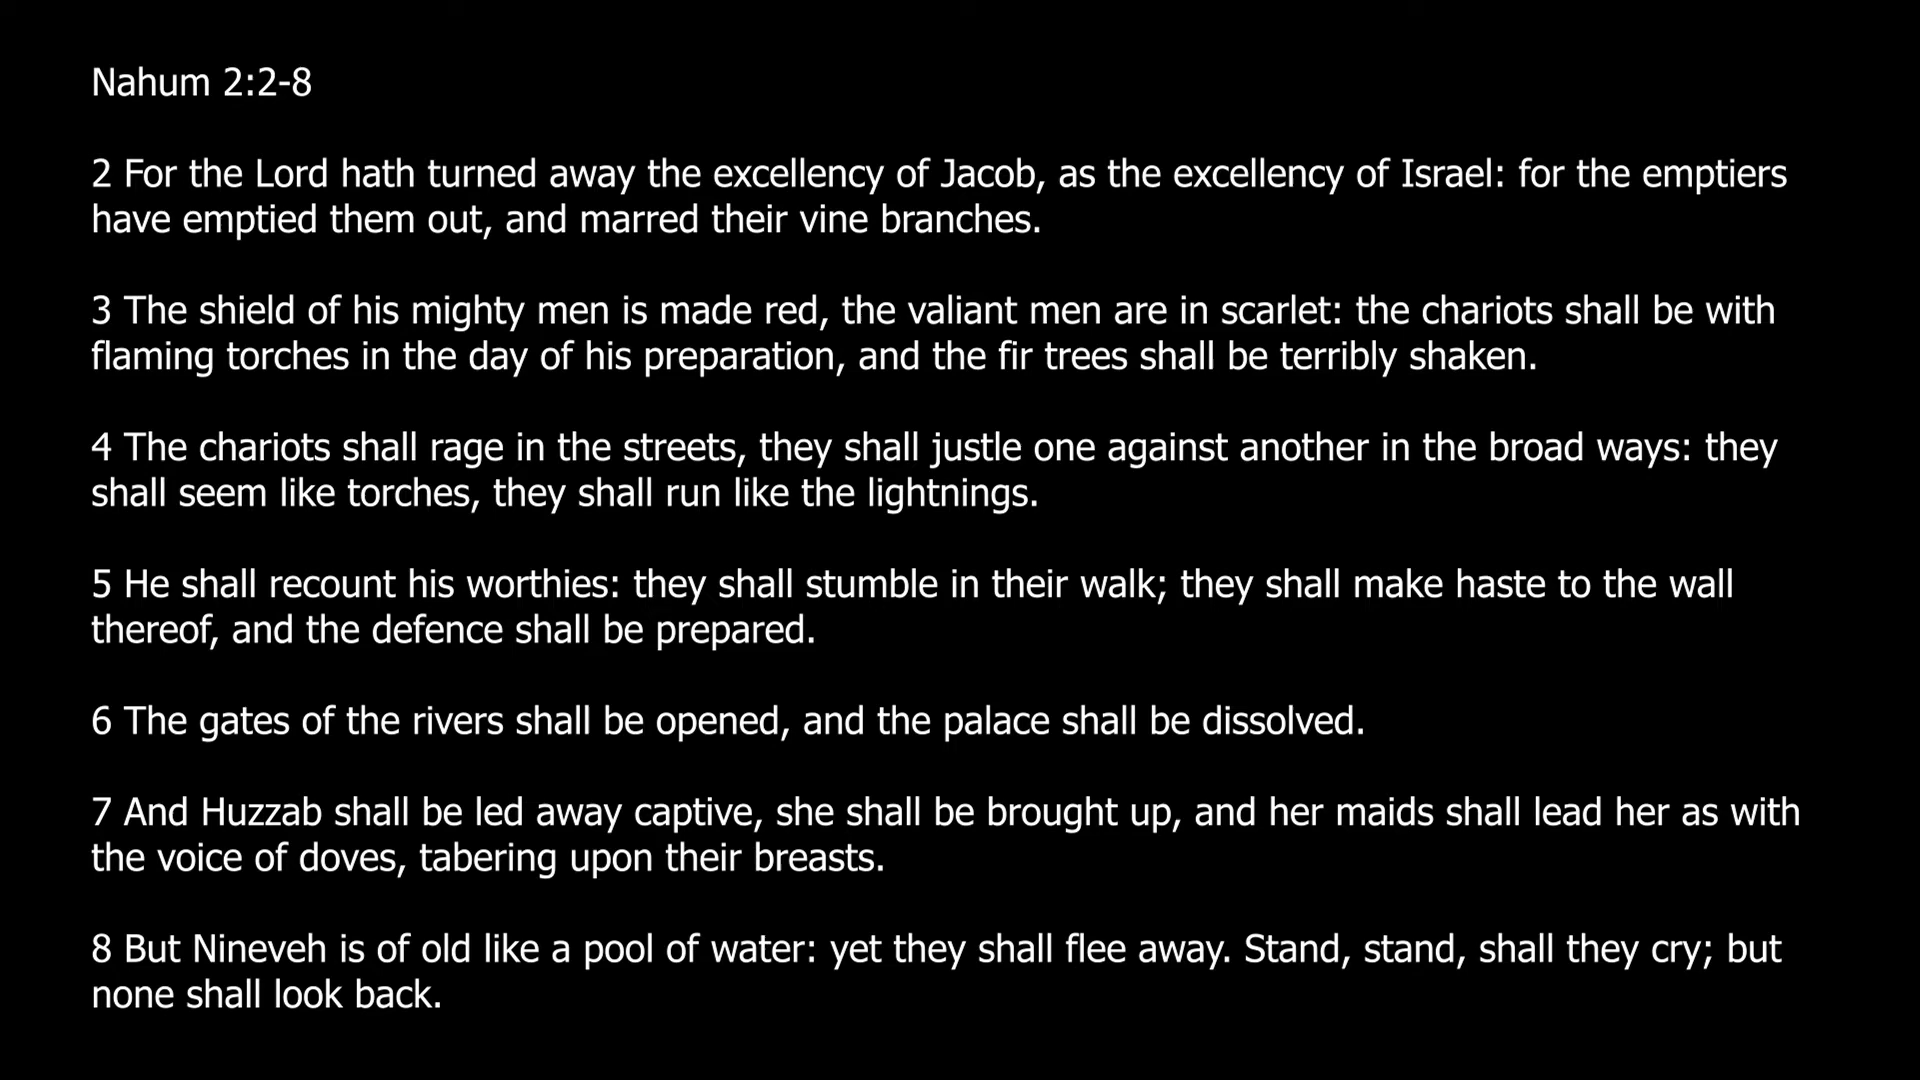 Nahum 2:2-8
2 For the Lord hath turned away the excellency of Jacob, as the excellency of Israel: for the emptiers
have emptied them out, and marred their vine branches.
3 The shield of his mighty men is made red, the valiant men are in scarlet: the chariots shall be with
flaming torches in the day of his preparation, and the fir trees shall be terribly shaken.
4 The chariots shall rage in the streets, they shall justle one against another in the broad ways: they
shall seem like torches, they shall run like the lightnings.
5 He shall recount his worthies: they shall stumble in their walk; they shall make haste to the wall
thereof, and the defence shall be prepared.
6 The gates of the rivers shall be opened, and the palace shall be dissolved.
7 And Huzzab shall be led away captive, she shall be brought up, and her maids shall lead her as with
the voice of doves, tabering upon their breasts.
8 But Nineveh is of old like a pool of water: yet they shall flee away. Stand, stand, shall they cry; but
none shall look back.